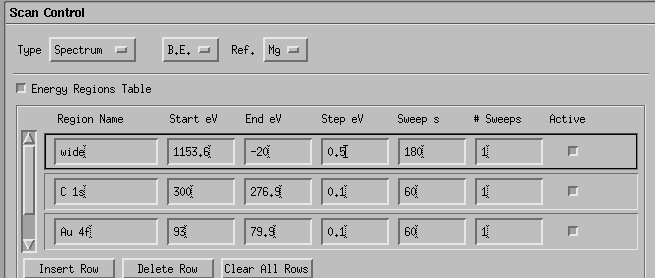 Scan Control
Type Spectrum B.E. Ref. Mg
Energy Regions Table
Region Name Start eV End eV Step eV Sweep s # Sweeps Active
wide 1153.6 -20 0.5 180 1
C 1s 300 276.9 0.1 60 1
Au 4f 93 79.9 0.1 60 1
Insert Row Delete Row Clear All Rows